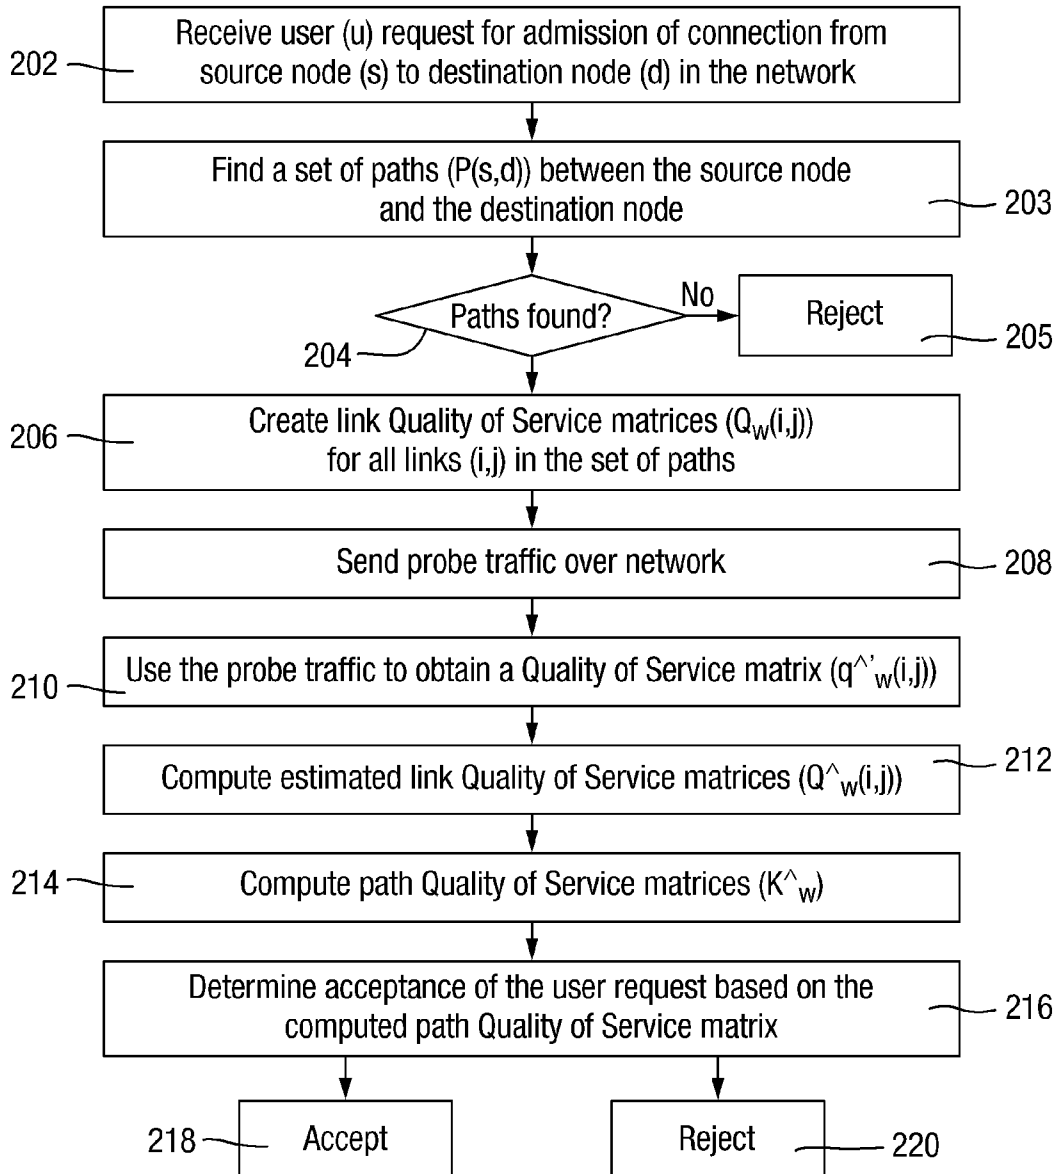 Receive user (u) request for admission of connection from
source node (s) to destination node (d) in the network
202
Find a set of paths (P(s,d)) between the source node
and the destination node
203
Paths found?
No
Reject
204
205
Create link Quality of Service matrices (Qw(i,j))
for all links (i,j) in the set of paths
206
Send probe traffic over network
208
Use the probe traffic to obtain a Quality of Service matrix (q^'w(i,j))
210
Compute estimated link Quality of Service matrices (Q^w(i,j))
212
Compute path Quality of Service matrices (K^w)
214
Determine acceptance of the user request based on the
computed path Quality of Service matrix
216
Accept
218
Reject
220